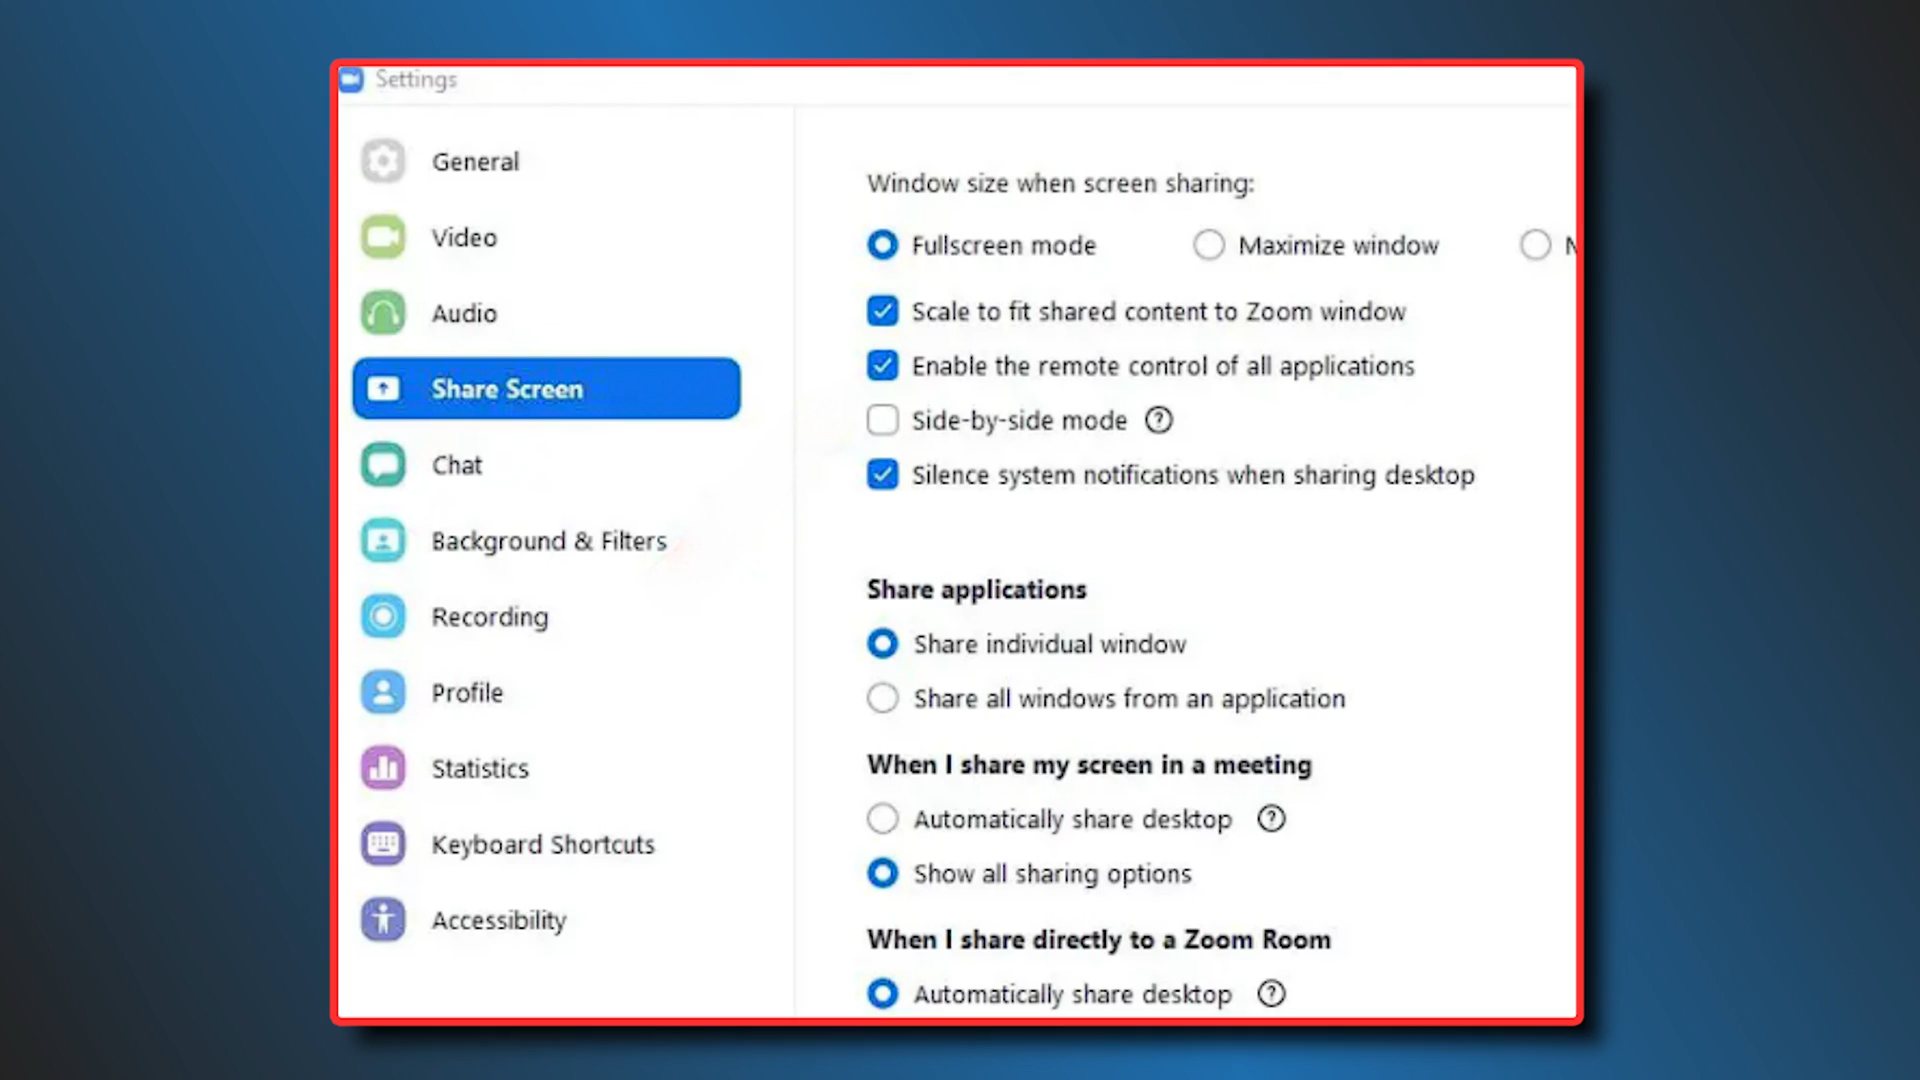 Settings
General
Video
Audio
Share Screen
Chat
Background & Filters
Recording
Profile
Statistics
Keyboard Shortcuts
Accessibility
Window size when screen sharing:
Fullscreen mode Maximize window
Scale to fit shared content to Zoom window
Enable the remote control of all applications
Side-by-side mode ?
Silence system notifications when sharing desktop
Share applications
Share individual window
Share all windows from an application
When I share my screen in a meeting
Automatically share desktop ?
Show all sharing options
When I share directly to a Zoom Room
Automatically share desktop ?